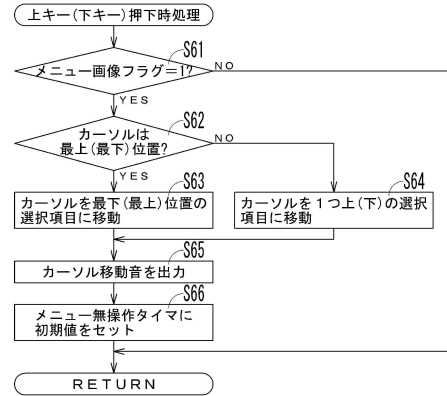 上キー(下キー)押下時処理
S61
メニュー画像フラグ=1?
NO
YES
S62
カーソルは
最上(最下)位置?
NO
YES
S63
カーソルを最下(最上)位置の
選択項目に移動
S64
カーソルを1つ上(下)の選択
項目に移動
S65
カーソル移動音を出力
S66
メニュー無操作タイマに
初期値をセット
RETURN